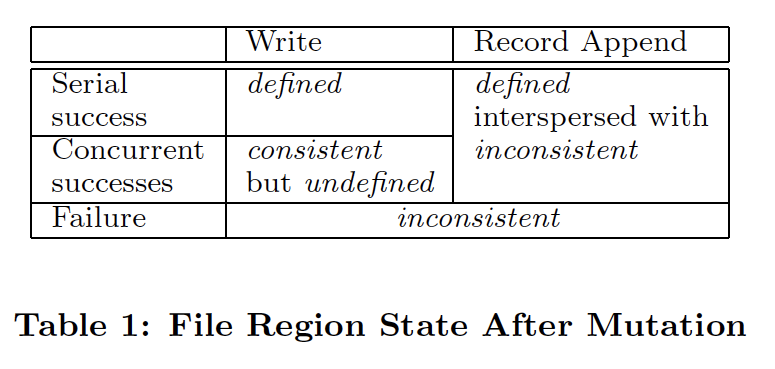 Write Record Append
Serial
success
defined
defined
interspersed with
inconsistent
Concurrent
successes
consistent
but undefined
Failure inconsistent
Table 1: File Region State After Mutation